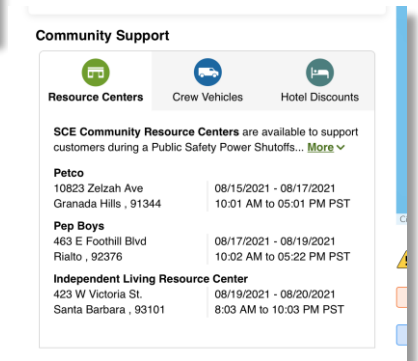 Community Support
Resource Centers
Crew Vehicles
Hotel Discounts
SCE Community Resource Centers are available to support
customers during a Public Safety Power Shutoffs... More
Petco
10823 Zelzah Ave
08/15/2021 - 08/17/2021
Granada Hills , 91344
10:01 AM to 05:01 PM PST
Pep Boys
463 E Foothill Blvd
08/17/2021 - 08/19/2021
Rialto , 92376
10:02 AM to 05:22 PM PST
Independent Living Resource Center
423 W Victoria St.
08/19/2021 - 08/20/2021
Santa Barbara , 93101
8:03 AM to 10:03 PM PST